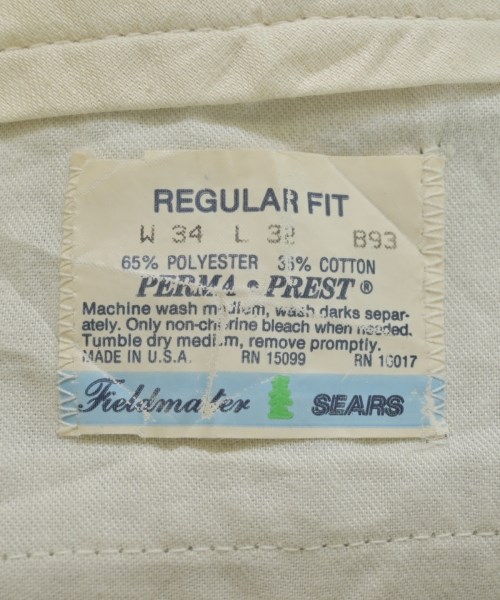 REGULAR FIT
W 34 L 32 B93
65% POLYESTER 35% COTTON
PERMA • PREST ®
Machine wash medium, wash darks separ-
ately. Only non-chlorine bleach when needed.
Tumble dry medium, remove promptly.
MADE IN U.S.A. RN 15099 RN 16017
Fieldmaster SEARS